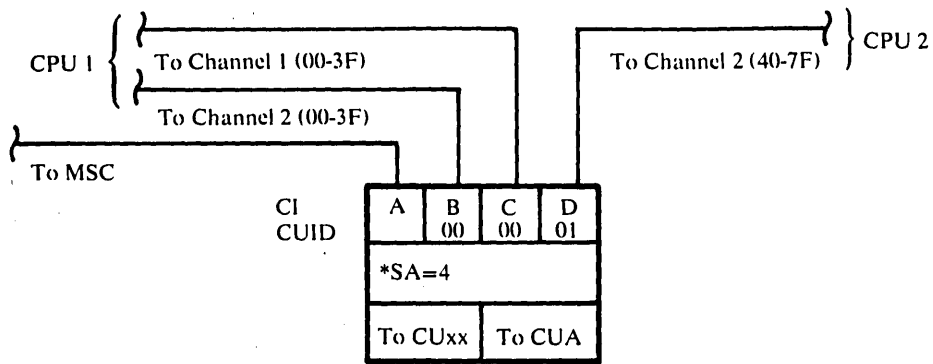 CPU 1
To Channel 1 (00-3F)
To Channel 2 (40-7F)
CPU 2
To Channel 2 (00-3F)
To MSC
CI
CUID
A
B
00
C
00
D
01
*SA=4
To CUxx
To CUA